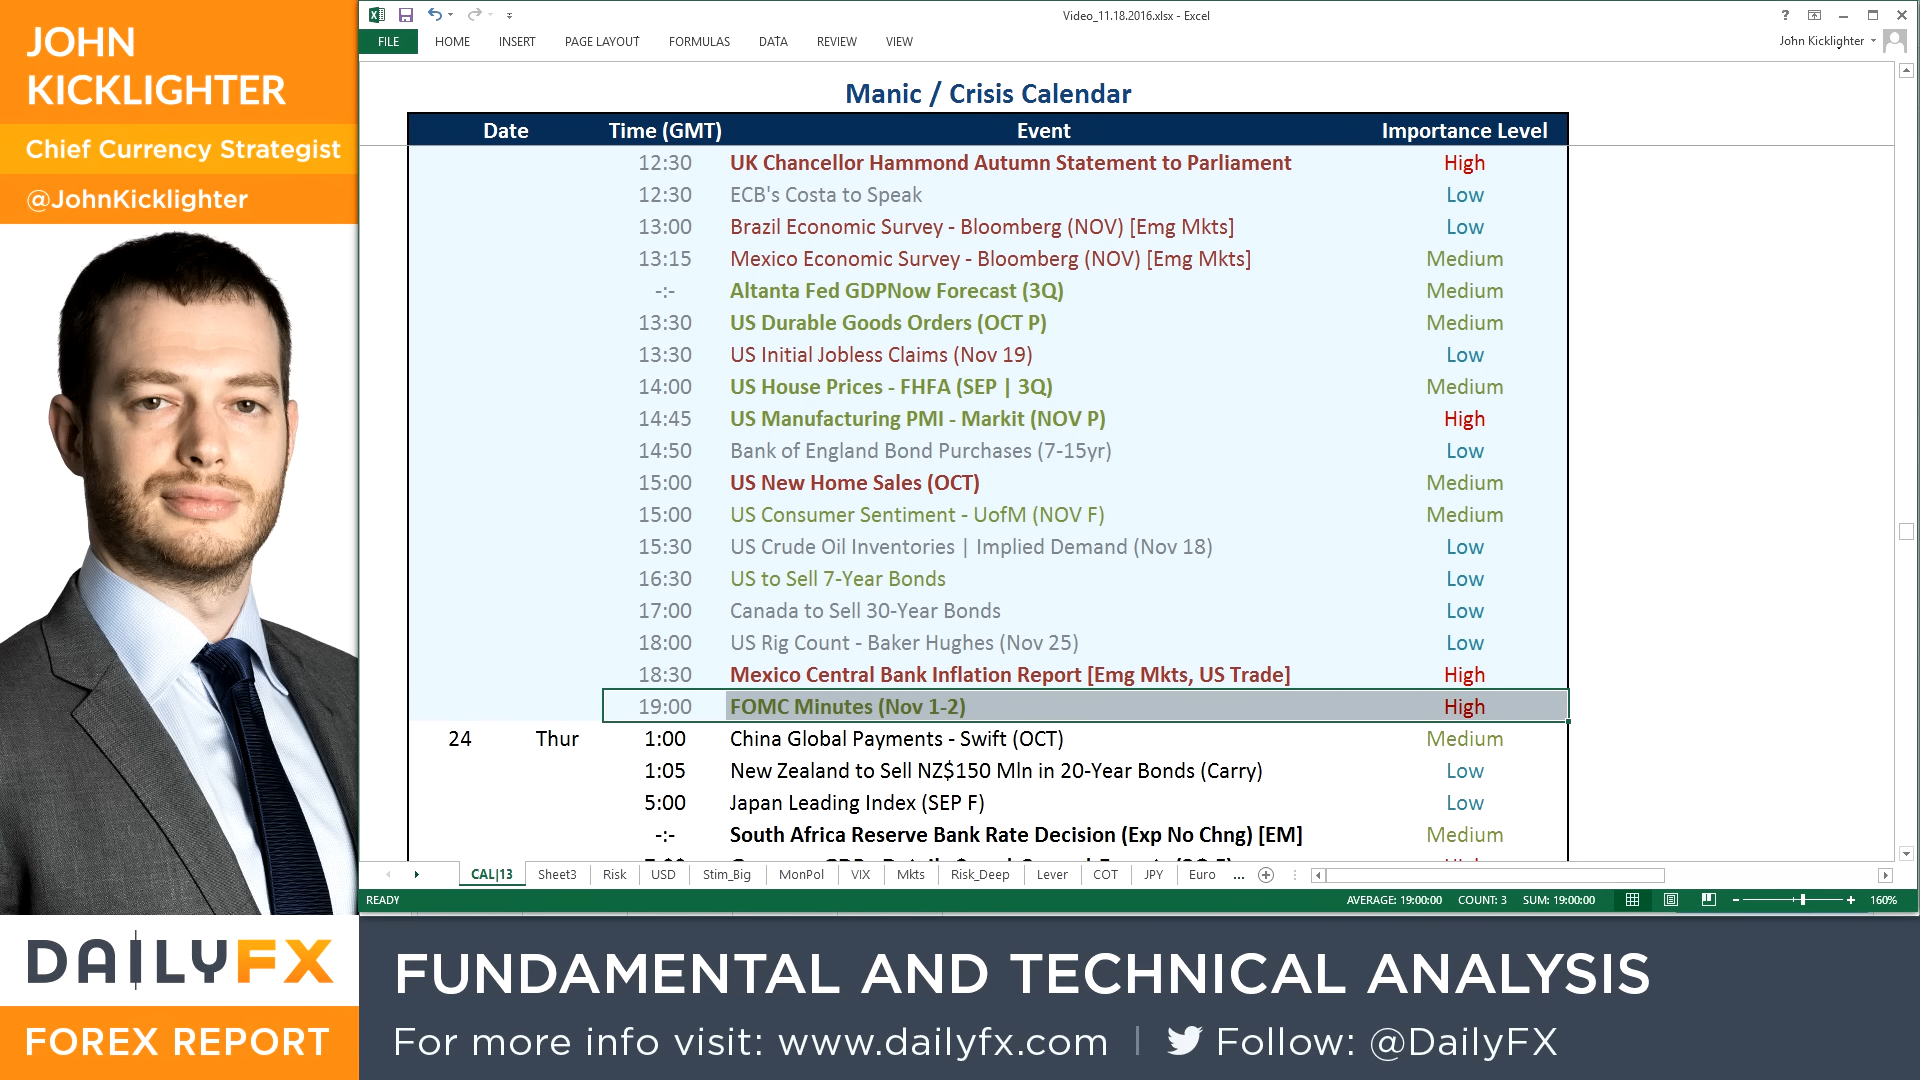 JOHN
KICKLIGHTER
Chief Currency Strategist
@JohnKicklighter
Video_11.18.2016.xlsx - Excel
?
FILE HOME INSERT PAGE LAYOUT FORMULAS DATA REVIEW VIEW
John Kicklighter
Manic / Crisis Calendar
Date Time (GMT) Event Importance Level
12:30 UK Chancellor Hammond Autumn Statement to Parliament High
12:30 ECB's Costa to Speak Low
13:00 Brazil Economic Survey - Bloomberg (NOV) [Emg Mkts] Low
13:15 Mexico Economic Survey - Bloomberg (NOV) [Emg Mkts] Medium
-:- Altanta Fed GDPNow Forecast (3Q) Medium
13:30 US Durable Goods Orders (OCT P) Medium
13:30 US Initial Jobless Claims (Nov 19) Low
14:00 US House Prices - FHFA (SEP | 3Q) Medium
14:45 US Manufacturing PMI - Markit (NOV P) High
14:50 Bank of England Bond Purchases (7-15yr) Low
15:00 US New Home Sales (OCT) Medium
15:00 US Consumer Sentiment - UofM (NOV F) Medium
15:30 US Crude Oil Inventories | Implied Demand (Nov 18) Low
16:30 US to Sell 7-Year Bonds Low
17:00 Canada to Sell 30-Year Bonds Low
18:00 US Rig Count - Baker Hughes (Nov 25) Low
18:30 Mexico Central Bank Inflation Report [Emg Mkts, US Trade] High
19:00 FOMC Minutes (Nov 1-2) High
24 Thur 1:00 China Global Payments - Swift (OCT) Medium
1:05 New Zealand to Sell NZ$150 Mln in 20-Year Bonds (Carry) Low
5:00 Japan Leading Index (SEP F) Low
-:- South Africa Reserve Bank Rate Decision (Exp No Chng) [EM] Medium
CAL|13 Sheet3 Risk USD Stim_Big MonPol VIX Mkts Risk_Deep Lever COT JPY Euro ...
READY AVERAGE: 19:00:00 COUNT: 3 SUM: 19:00:00 160%
DAILYFX
FOREX REPORT
FUNDAMENTAL AND TECHNICAL ANALYSIS
For more info visit: www.dailyfx.com | Follow: @DailyFX